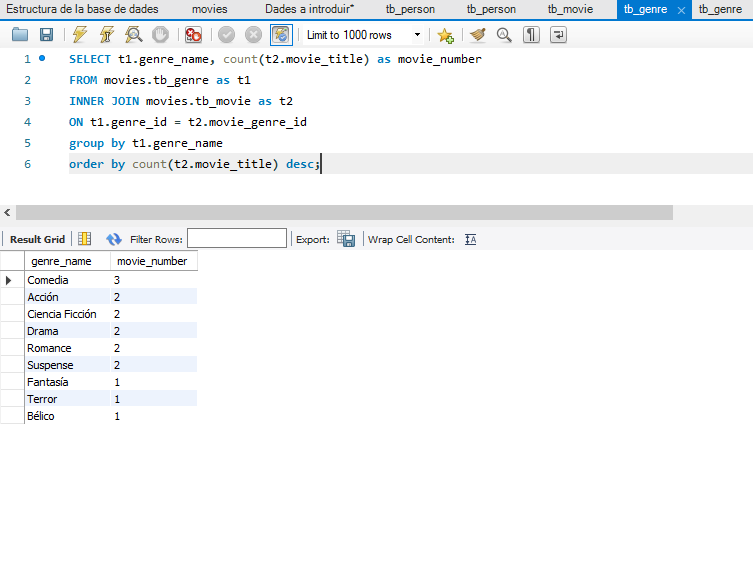 Estructura de la base de dades movies Dades a introduir* tb_person tb_person tb_movie tb_genre tb_genre
Limit to 1000 rows
1 SELECT t1.genre_name, count(t2.movie_title) as movie_number
2 FROM movies.tb_genre as t1
3 INNER JOIN movies.tb_movie as t2
4 ON t1.genre_id = t2.movie_genre_id
5 group by t1.genre_name
6 order by count(t2.movie_title) desc;
Result Grid Filter Rows: Export: Wrap Cell Content:
genre_name movie_number
Comedia 3
Acción 2
Ciencia Ficción 2
Drama 2
Romance 2
Suspense 2
Fantasía 1
Terror 1
Bélico 1